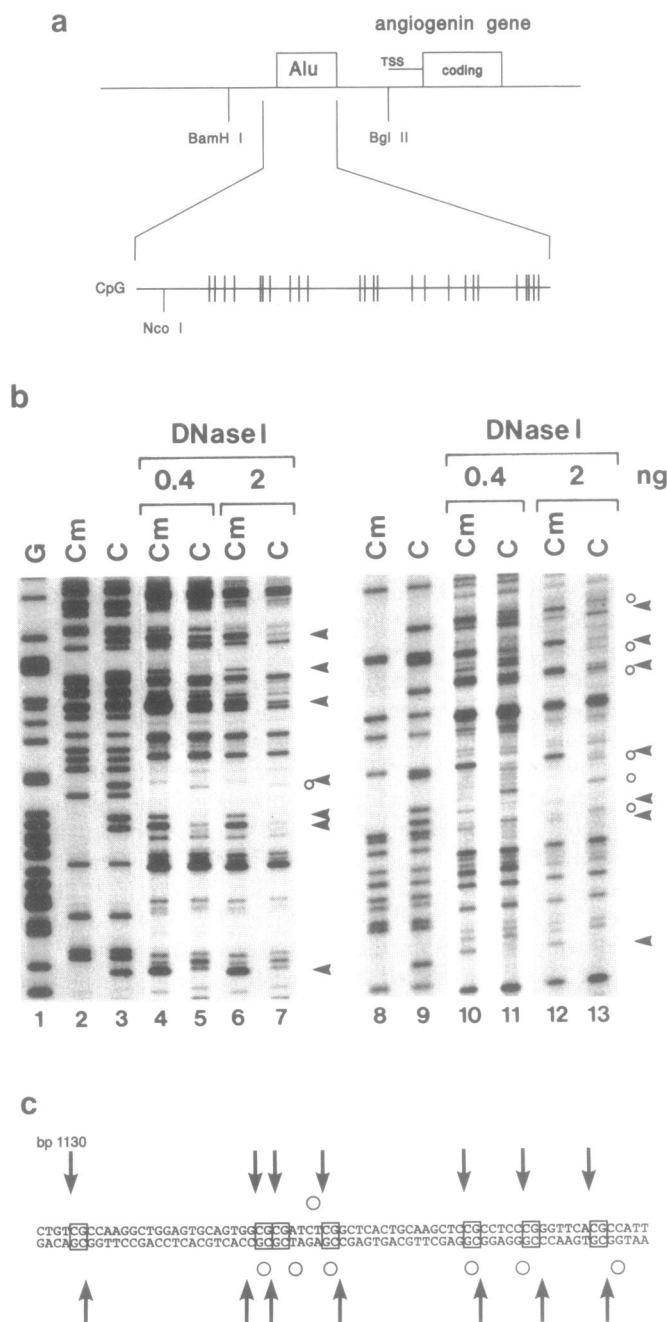 a
angiogenin gene
Alu
TSS
coding
BamH I
Bgl II
CpG
Nco I
b
DNase I
0.4
2
G
Cm
C
Cm
C
Cm
C
1
2
3
4
5
6
7
DNase I
0.4
2
ng
Cm
C
Cm
C
Cm
C
8
9
10
11
12
13
c
bp 1130
CTGTCGCCAAGGCTGGAGTGCAGTGGCGCGATCTCGGCTCACTGCAAGCTCCGCCTCCCGGGTTCACGCCATT
GACAGCGGTTCCGACCTCACGTCACCGCGCTAGAGCCGAGTGACGTTCGAGGCGGAGGGCCCAAGTGCGGTAA